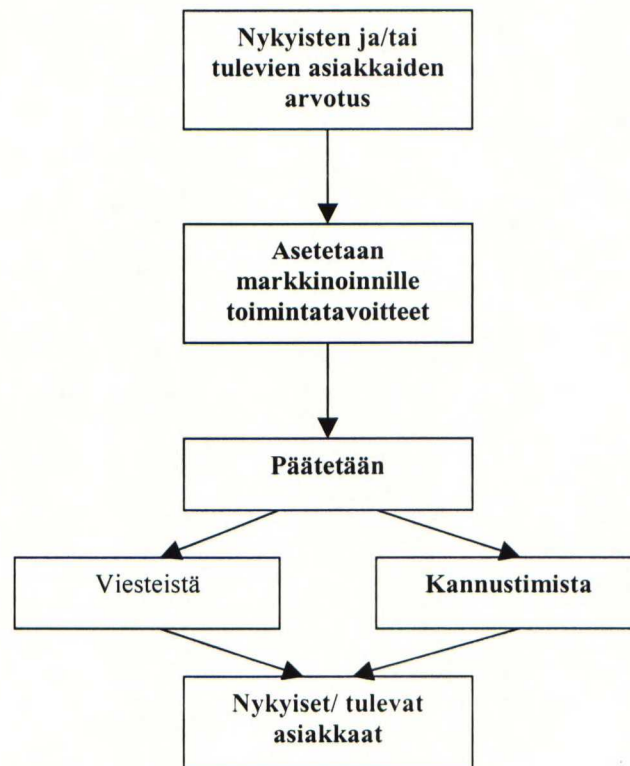 Nykyisten ja/tai
tulevien asiakkaiden
arvotus
Asetetaan
markkinoinnille
toimintatavoitteet
Päätetään
Viesteistä
Kannustimista
Nykyiset/ tulevat
asiakkaat